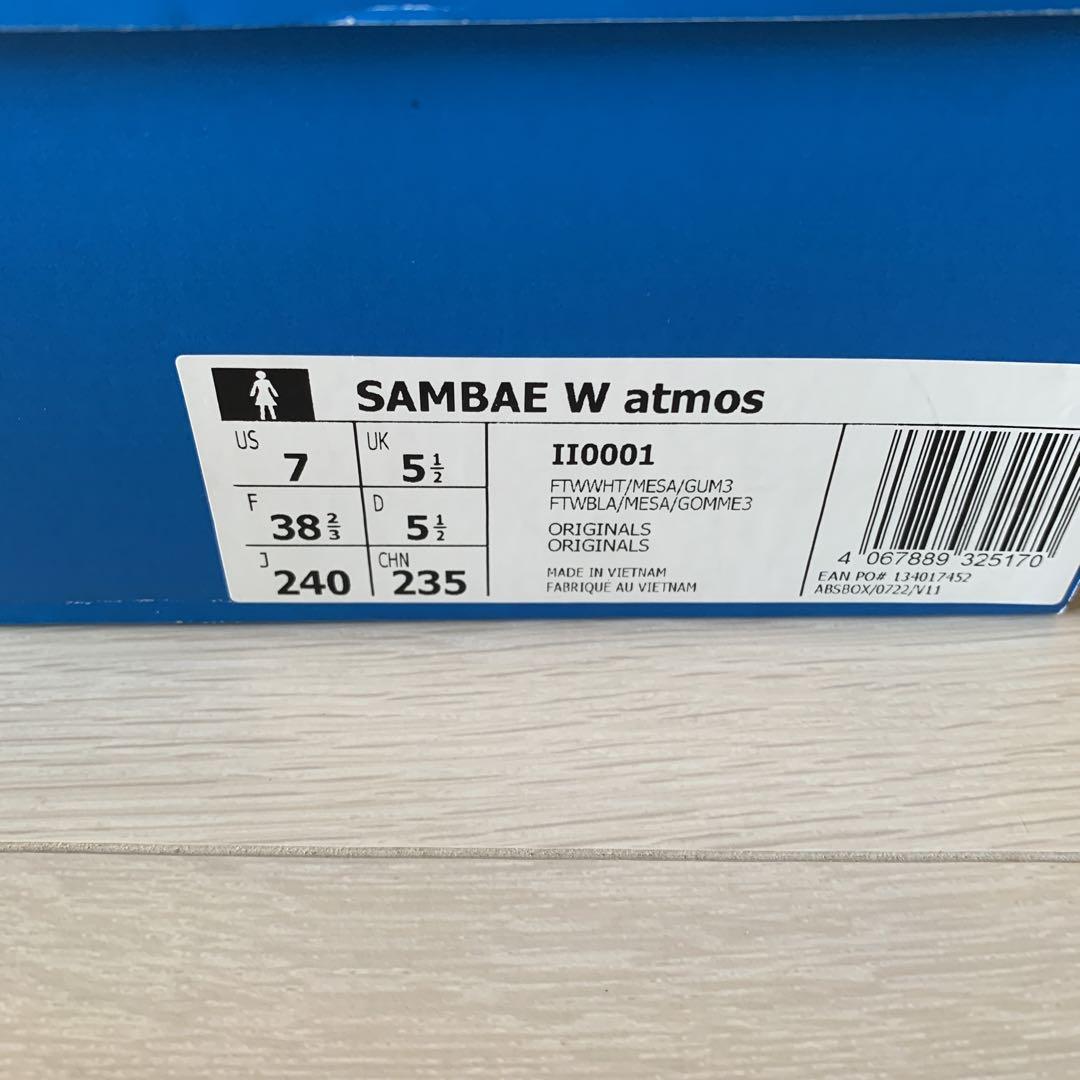 SAMBAE W atmos
US 7 UK 5 1/2
F 38 2/3 D 5 1/2
J 240 CHN 235
II0001
FTWWHT/MESA/GUM3
FTWBLA/MESA/GOMME3
ORIGINALS
ORIGINALS
MADE IN VIETNAM
FABRIQUÉ AU VIETNAM
4 067889 325170
EAN PO# 134017452
ABSBOX/0722/V11